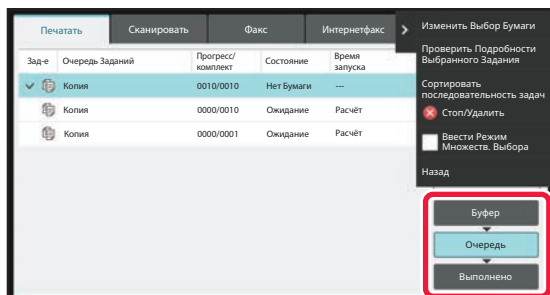 Печатать Сканировать Факс Интернетфакс
Зад-е Очередь Заданий Прогресс/ комплект Состояние Время запуска
Копия 0010/0010 Нет Бумаги ---
Копия 0000/0010 Ожидание Расчёт
Копия 0000/0001 Ожидание Расчёт
Изменить Выбор Бумаги
Проверить Подробности
Выбранного Задания
Сортировать
последовательность задач
Стоп/Удалить
Ввести Режим
Множеств. Выбора
Назад
Буфер
Очередь
Выполнено